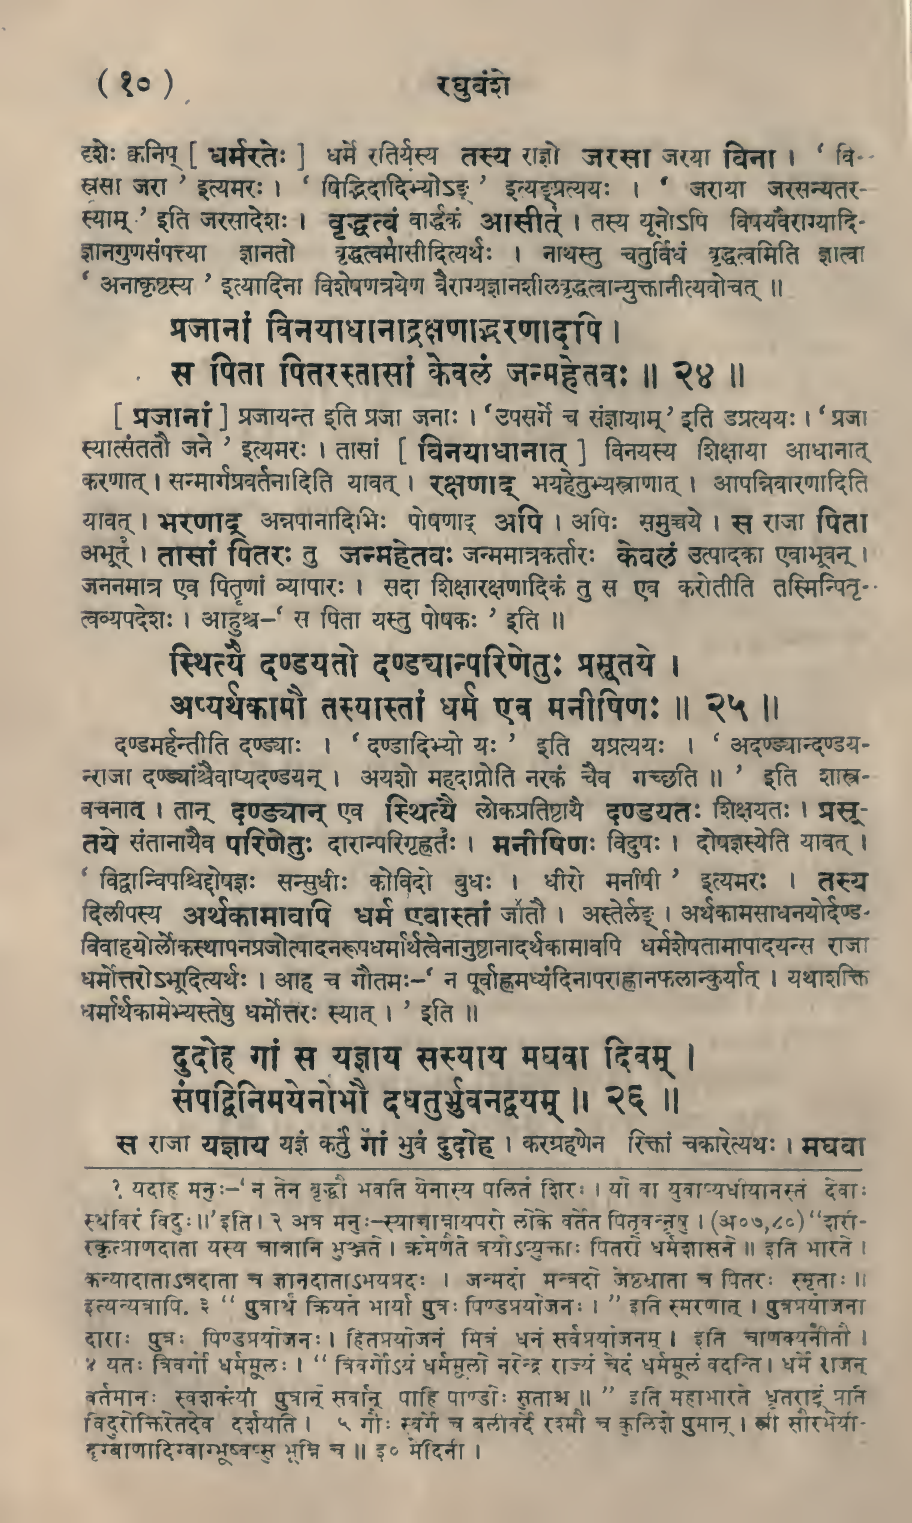 ( १० ) रघुवंशे
दृशेः क्वनिप् [ धर्मरतेः ] धर्मे रतिर्यस्य तस्य राज्ञो जरसा जरया विना । ‘ वि-
स्रसा जरा ’ इत्यमरः । ‘ षिद्भिदादिभ्योऽङ् ’ इत्यङ्प्रत्ययः । ‘ जराया जरसन्यतर-
स्याम् ’ इति जरसादेशः । वृद्धत्वं वार्द्धकं आसीत् । तस्य यूनोऽपि विषयवैराग्यादि-
ज्ञानगुणसंपत्त्या ज्ञानतो वृद्धत्वमासीदित्यर्थः । नाथस्तु चतुर्विधं वृद्धत्वमिति ज्ञात्वा
‘ अनाकृष्टस्य ’ इत्यादिना विशेषणत्रयेण वैराग्यज्ञानशीलवृद्धत्वान्युक्तानीत्यवोचत् ॥
प्रजानां विनयाधानाद्रक्षणाद्भरणादपि ।
स पिता पितरस्तासां केवलं जन्महेतवः ॥ २४ ॥
[ प्रजानां ] प्रजायन्त इति प्रजा जनाः । ‘उपसर्गे च संज्ञायाम्’ इति डप्रत्ययः । ‘प्रजा
स्यात्संततौ जने ’ इत्यमरः । तासां [ विनयाधानात् ] विनयस्य शिक्षाया आधानात्
करणात् । सन्मार्गप्रवर्तनादिति यावत् । रक्षणाद् भयहेतुभ्यस्त्राणात् । आपन्निवारणादिति
यावत् । भरणाद् अन्नपानादिभिः पोषणाद् अपि । अपिः समुच्चये । स राजा पिता
अभूत् । तासां पितरः तु जन्महेतवः जन्ममात्रकर्तारः केवलं उत्पादका एवाभूवन् ।
जननमात्र एव पितॄणां व्यापारः । सदा शिक्षारक्षणादिकं तु स एव करोतीति तस्मिन्पितृ-
त्वव्यपदेशः । आहुश्च–‘ स पिता यस्तु पोषकः ’ इति ॥
स्थित्यै दण्डयतो दण्ड्यान्परिणेतुः प्रसूतये ।
अप्यर्थकामौ तस्यास्तां धर्म एव मनीषिणः ॥ २५ ॥
दण्डमर्हन्तीति दण्ड्याः । ‘ दण्डादिभ्यो यः ’ इति यप्रत्ययः । ‘ अदण्ड्यान्दण्डय-
न्राजा दण्ड्यांश्चैवाप्यदण्डयन् । अयशो महदाप्नोति नरकं चैव गच्छति ॥ ’ इति शास्त्र-
वचनात् । तान् दण्ड्यान् एव स्थित्यै लोकप्रतिष्ठायै दण्डयतः शिक्षयतः । प्रसू-
तये संतानायैव परिणेतुः दारान्परिगृह्णतः । मनीषिणः विदुषः । दोषज्ञस्येति यावत् ।
‘ विद्वान्विपश्चिद्दोषज्ञः सन्सुधीः कोविदो बुधः । धीरो मनीषी ’ इत्यमरः । तस्य
दिलीपस्य अर्थकामावपि धर्म एवास्तां जातौ । अस्तेर्लङ् । अर्थकामसाधनयोर्दण्ड-
विवाहयोर्लोकस्थापनप्रजोत्पादनरूपधर्मार्थत्वेनानुष्ठानादर्थकामावपि धर्मशेषतामापादयन्स राजा
धर्मोत्तरोऽभूदित्यर्थः । आह च गौतमः–‘ न पूर्वाह्णमध्यंदिनापराह्णानफलान्कुर्यात् । यथाशक्ति
धर्मार्थकामेभ्यस्तेषु धर्मोत्तरः स्यात् । ’ इति ॥
दुदोह गां स यज्ञाय सस्याय मघवा दिवम् ।
संपद्विनिमयेनोभौ दधतुर्भुवनद्वयम् ॥ २६ ॥
स राजा यज्ञाय यज्ञं कर्तुं गां भुवं दुदोह । करग्रहणेन रिक्तां चकारेत्यथः । मघवा
१ यदाह मनुः–‘ न तेन वृद्धो भवति येनास्य पलितं शिरः । यो वा युवाप्यधीयानस्तं देवाः
स्थविरं विदुः ॥’ इति । २ अत्र मनुः–स्याच्चाम्नायपरो लोके वर्तेत पितृवन्नृषु । (अ०७,८०) “शरी-
रकृत्प्राणदाता यस्य चान्नानि भुञ्जते । क्रमेणैते त्रयोऽप्युक्ताः पितरो धर्मशासने ॥ इति भारते ।
कन्यादाताऽन्नदाता च ज्ञानदाताऽभयप्रदः । जन्मदो मन्त्रदो जेष्ठभ्राता च पितरः स्मृताः ॥
इत्यन्यत्रापि. ३ “ पुत्रार्थं क्रियते भार्या पुत्रः पिण्डप्रयोजनः । ” इति स्मरणात् । पुत्रप्रयोजना
दाराः पुत्रः पिण्डप्रयोजनः । हितप्रयोजनं मित्रं धनं सर्वप्रयोजनम् । इति चाणक्यनीतौ ।
४ यतः त्रिवर्गो धर्ममूलः । “ त्रिवर्गोऽयं धर्ममूलो नरेन्द्र राज्यं चेदं धर्ममूलं वदन्ति । धर्मे राजन्
वर्तमानः स्वशक्त्या पुत्रान् सर्वान् पाहि पाण्डोः सुताश्च ॥ ” इति महाभारते धृतराष्ट्रं प्रति
विदुरोक्तिरेतदेव दर्शयति । ५ गौः स्वर्गे च बलीवर्दे रश्मौ च कुलिशे पुमान् । स्त्री सौरभेयी-
दृग्बाणादिग्वाग्भूष्वप्सु भूम्नि च ॥ इ० मेदिनी ।